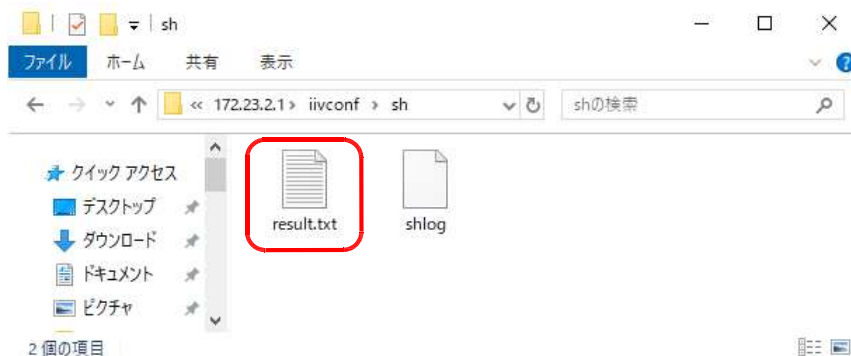 sh
ファイル ホーム 共有 表示
« 172.23.2.1 › iivconf › sh shの検索
クイック アクセス
デスクトップ
ダウンロード
ドキュメント
ピクチャ
result.txt shlog
2 個の項目